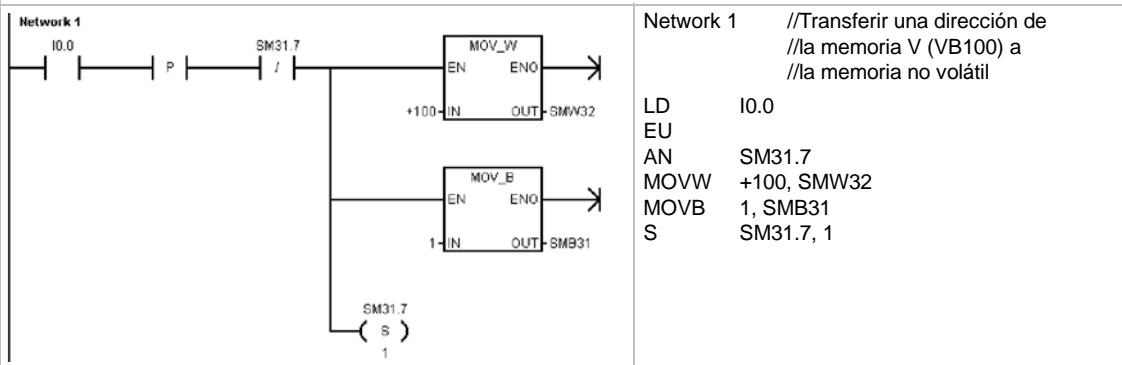 Network 1
I0.0
P
SM31.7
/
MOV_W
EN
ENO
+100
IN
OUT
SMW32
MOV_B
EN
ENO
1
IN
OUT
SMB31
SM31.7
S
1
Network 1 //Transferir una dirección de
//la memoria V (VB100) a
//la memoria no volátil
LD I0.0
EU
AN SM31.7
MOVW +100, SMW32
MOVB 1, SMB31
S SM31.7, 1